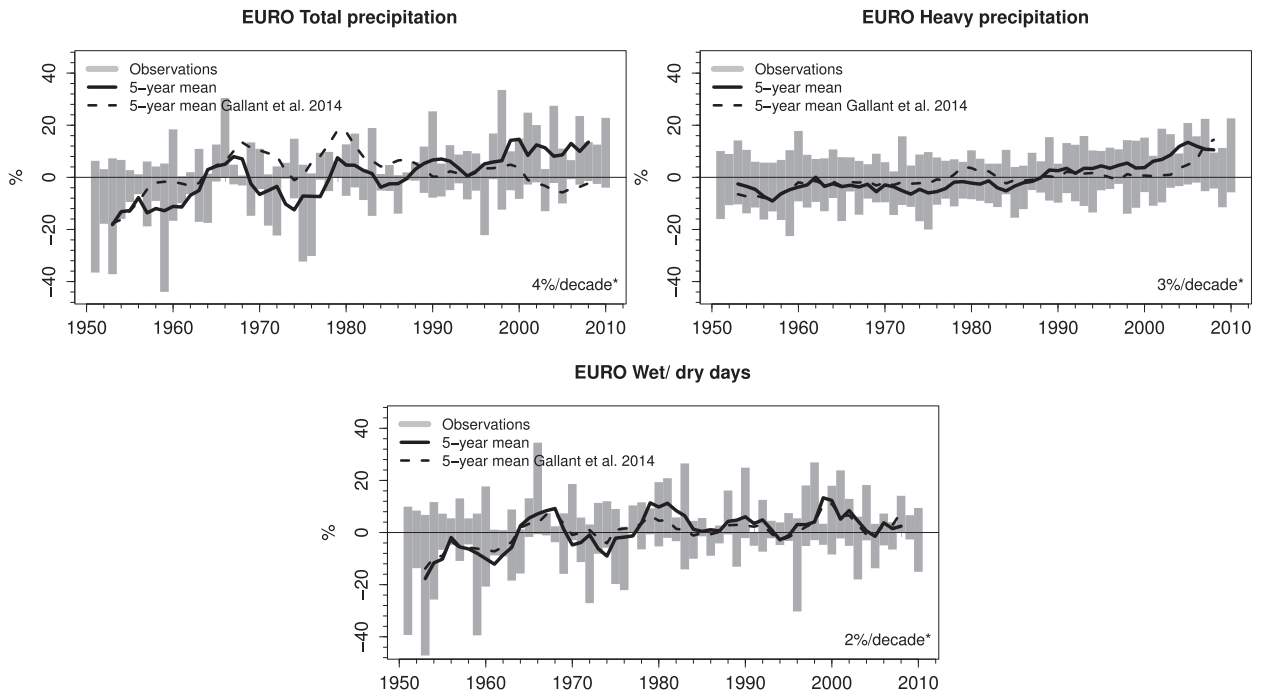 EURO Total precipitation
Observations
5−year mean
5−year mean Gallant et al. 2014
%
40
20
0
−20
−40
4%/decade*
1950 1960 1970 1980 1990 2000 2010
EURO Heavy precipitation
Observations
5−year mean
5−year mean Gallant et al. 2014
%
40
20
0
−20
−40
3%/decade*
1950 1960 1970 1980 1990 2000 2010
EURO Wet/ dry days
Observations
5−year mean
5−year mean Gallant et al. 2014
%
40
20
0
−20
−40
2%/decade*
1950 1960 1970 1980 1990 2000 2010